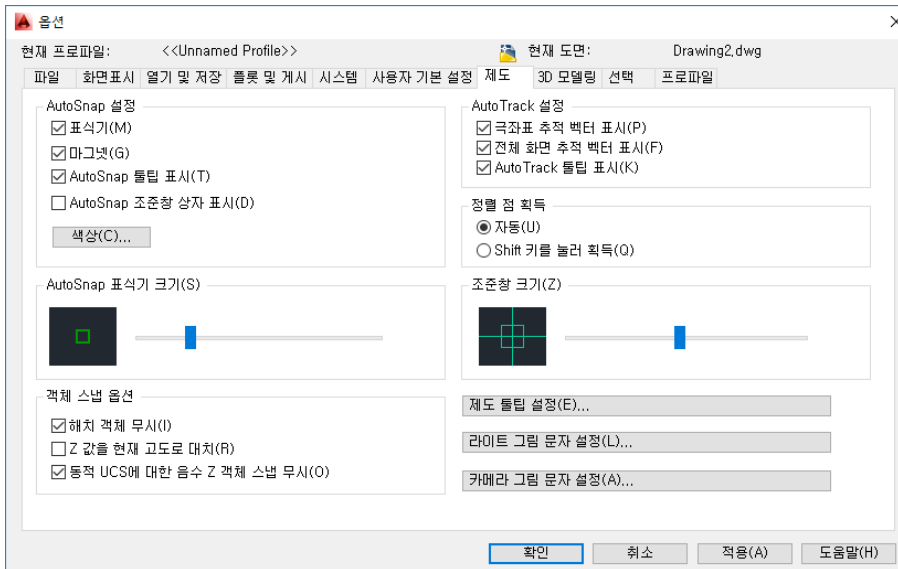 옵션
현재 프로파일: <<Unnamed Profile>> 현재 도면: Drawing2.dwg
파일 화면표시 열기 및 저장 플롯 및 게시 시스템 사용자 기본 설정 제도 3D 모델링 선택 프로파일
AutoSnap 설정
표식기(M)
마그넷(G)
AutoSnap 툴팁 표시(T)
AutoSnap 조준창 상자 표시(D)
색상(C)...
AutoTrack 설정
극좌표 추적 벡터 표시(P)
전체 화면 추적 벡터 표시(F)
AutoTrack 툴팁 표시(K)
정렬 점 획득
자동(U)
Shift 키를 눌러 획득(Q)
AutoSnap 표식기 크기(S)
조준창 크기(Z)
객체 스냅 옵션
해치 객체 무시(I)
Z 값을 현재 고도로 대치(R)
동적 UCS에 대한 음수 Z 객체 스냅 무시(O)
제도 툴팁 설정(E)...
라이트 그림 문자 설정(L)...
카메라 그림 문자 설정(A)...
확인 취소 적용(A) 도움말(H)